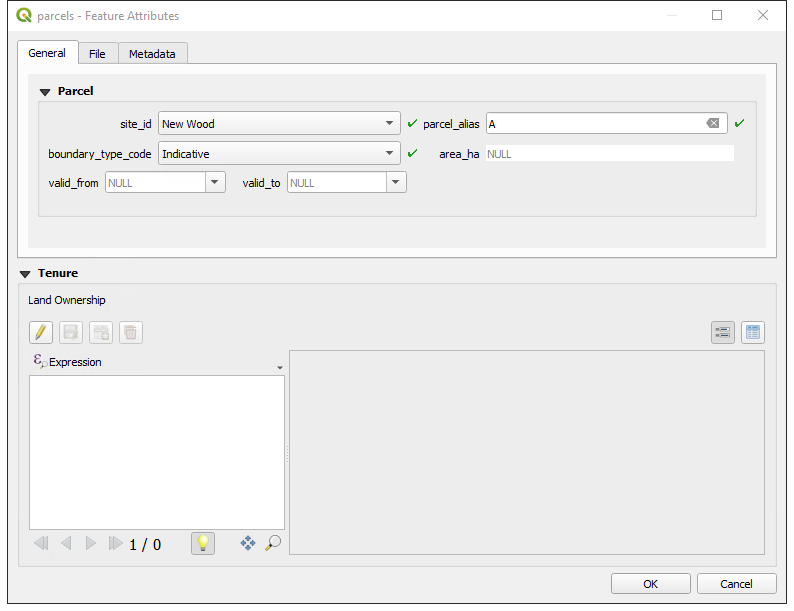 parcels - Feature Attributes
General File Metadata
Parcel
site_id New Wood parcel_alias A
boundary_type_code Indicative area_ha NULL
valid_from NULL valid_to NULL
Tenure
Land Ownership
Expression
1 / 0
OK Cancel